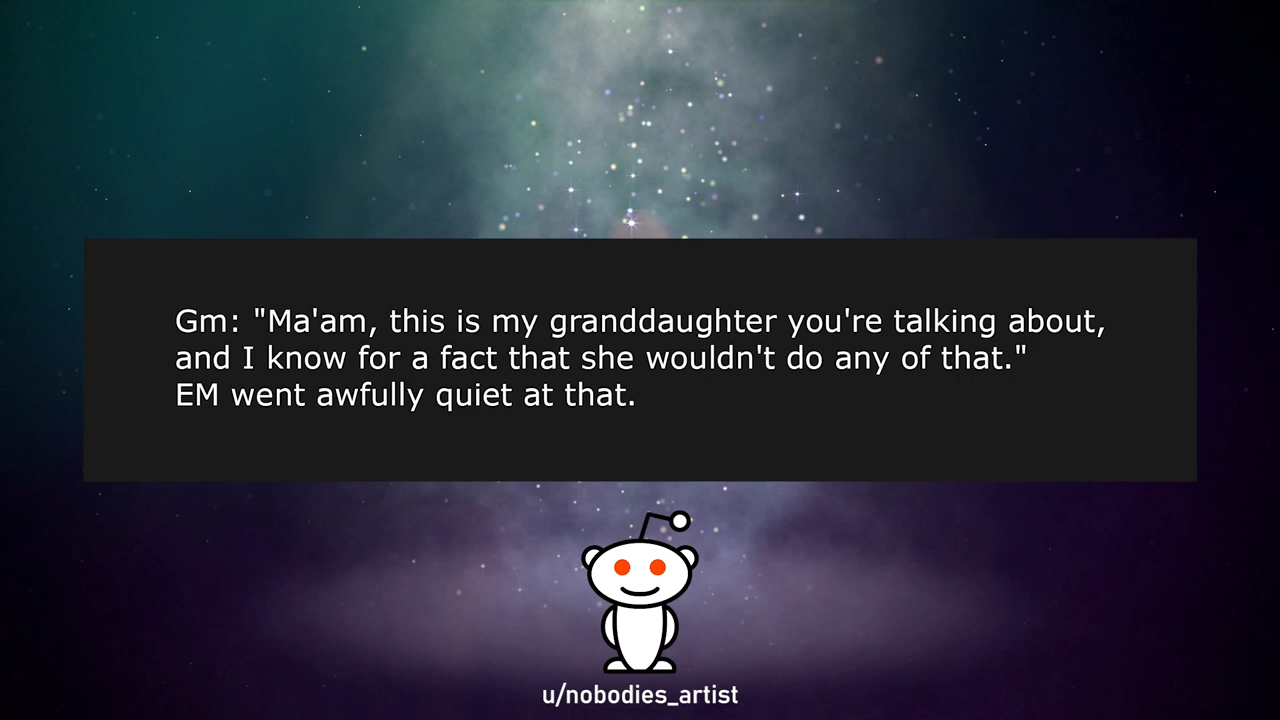 Gm: "Ma'am, this is my granddaughter you're talking about,
and I know for a fact that she wouldn't do any of that."
EM went awfully quiet at that.
u/nobodies_artist